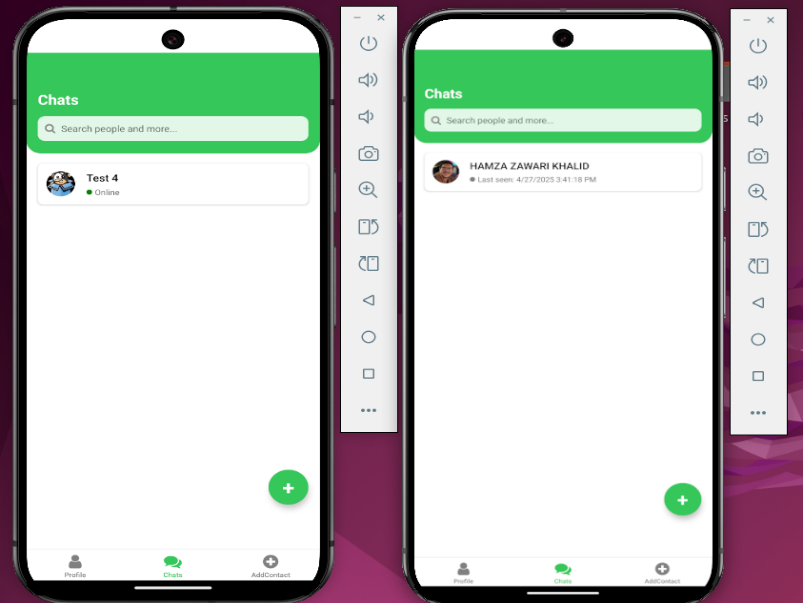 Chats
Search people and more...
Test 4
Online
Profile
Chats
AddContact
Chats
Search people and more...
HAMZA ZAWARI KHALID
Last seen: 4/27/2025 3:41:18 PM
Profile
Chats
AddContact